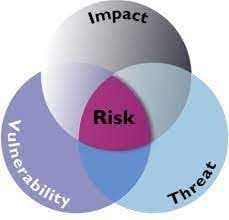 Impact
Risk
Vulnerability
Threat